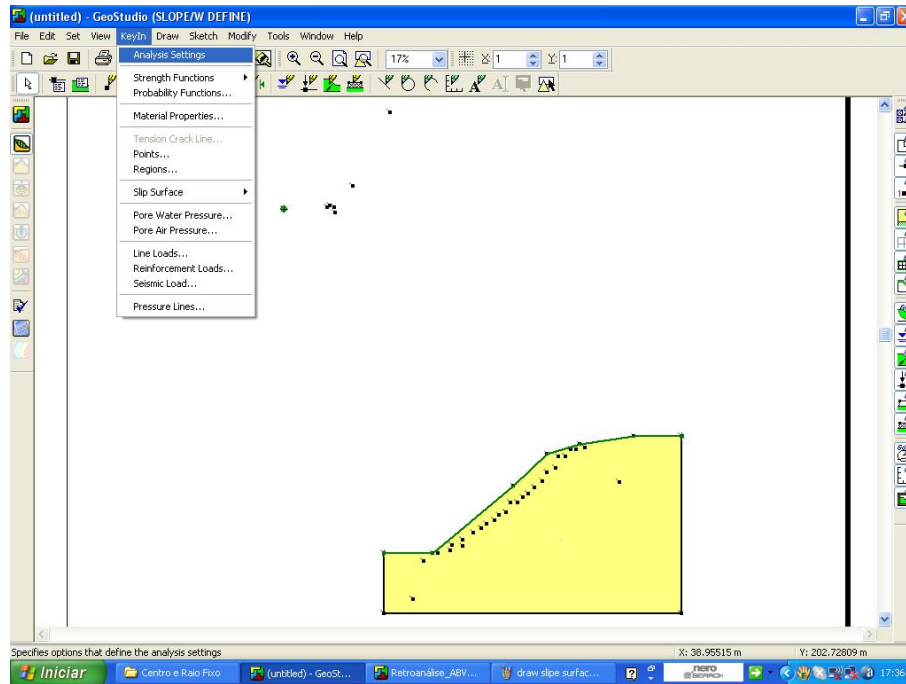 (untitled) - GeoStudio (SLOPE/W DEFINE)
File Edit Set View KeyIn Draw Sketch Modify Tools Window Help
17% 1 Y: 1
Analysis Settings
Strength Functions
Probability Functions...
Material Properties...
Tension Crack Line...
Points...
Regions...
Slip Surface
Pore Water Pressure...
Pore Air Pressure...
Line Loads...
Reinforcement Loads...
Seismic Load...
Pressure Lines...
Specifies options that define the analysis settings X: 38.95515 m Y: 202.72809 m
Iniciar Centro e Raio Fixo (untitled) - GeoSt... Retroanálise_ABV... draw slipe surfac... nero SEARCH 17:36